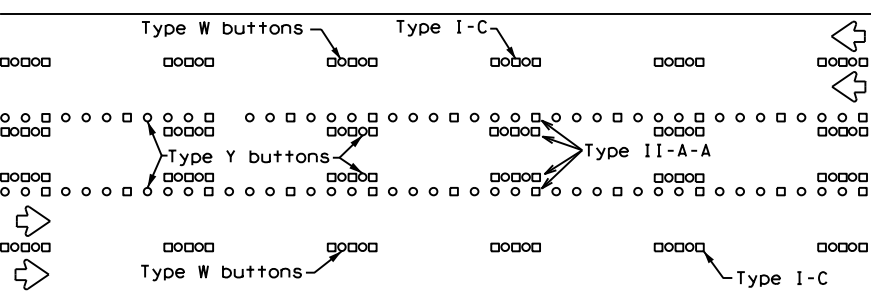 Type W buttons
Type I-C
Type Y buttons
Type II-A-A
Type W buttons
Type I-C